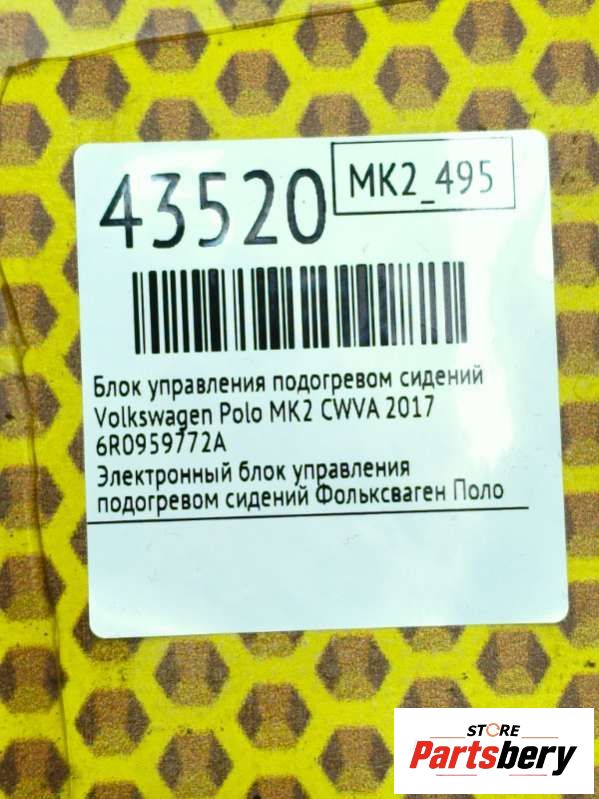 43520
MK2_495
Блок управления подогревом сидений
Volkswagen Polo MK2 CWVA 2017
6R0959772A
Электронный блок управления
подогревом сидений Фольксваген Поло
STORE
Partsbery